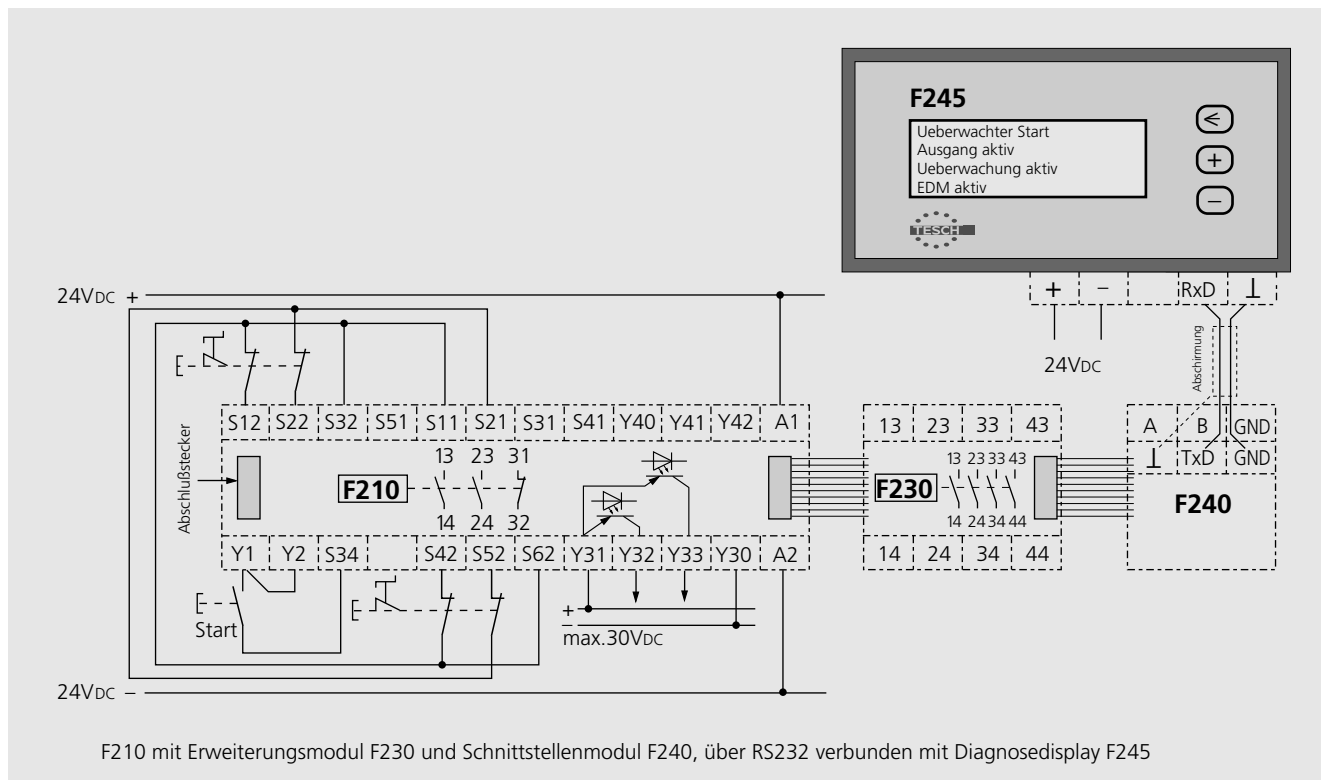 F245
Ueberwachter Start
Ausgang aktiv
Ueberwachung aktiv
EDM aktiv
TESCH
+ − RxD ⊥
24VDC
Abschirmung
24VDC +
S12 S22 S32 S51 S11 S21 S31 S41 Y40 Y41 Y42 A1
Abschlußstecker
F210
13 23 31
14 24 32
Y1 Y2 S34 S42 S52 S62 Y31 Y32 Y33 Y30 A2
Start
+
−
max.30VDC
24VDC −
13 23 33 43
F230
13 23 33 43
14 24 34 44
14 24 34 44
A B GND
⊥ TxD GND
F240
F210 mit Erweiterungsmodul F230 und Schnittstellenmodul F240, über RS232 verbunden mit Diagnosedisplay F245